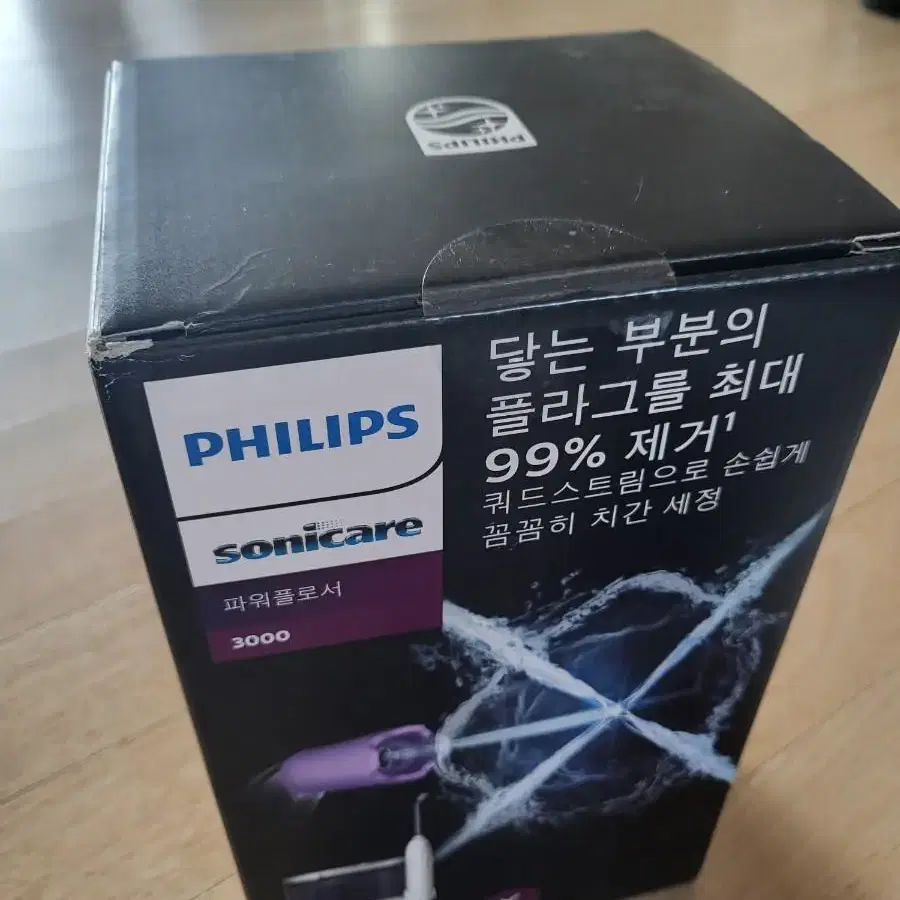 PHILIPS
PHILIPS
sonicare
파워플로서
3000
닿는 부분의
플라그를 최대
99% 제거¹
쿼드스트림으로 손쉽게
꼼꼼히 치간 세정